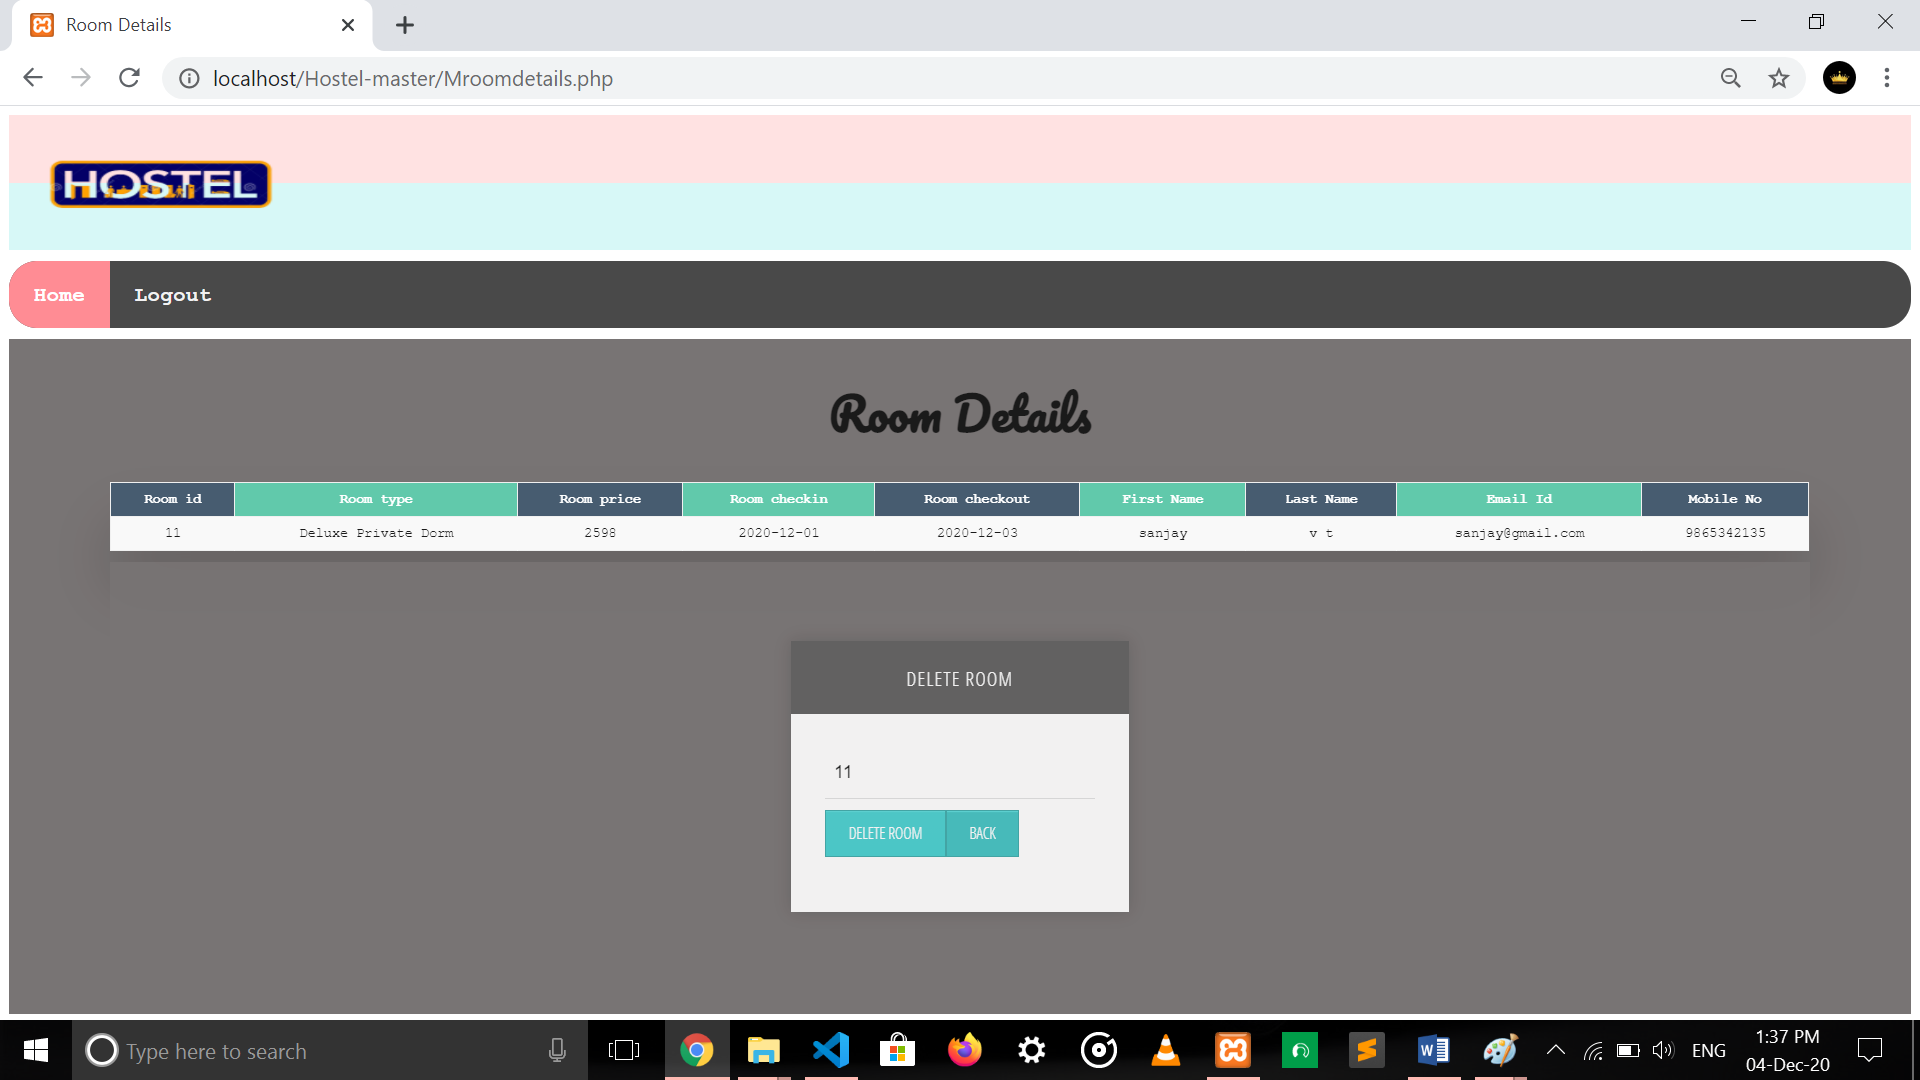 Room Details
localhost/Hostel-master/Mroomdetails.php
HOSTEL
Home Logout
Room Details
Room id Room type Room price Room checkin Room checkout First Name Last Name Email Id Mobile No
11 Deluxe Private Dorm 2598 2020-12-01 2020-12-03 sanjay v t sanjay@gmail.com 9865342135
DELETE ROOM
11
DELETE ROOM BACK
Type here to search
ENG
1:37 PM
04-Dec-20